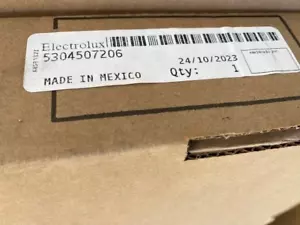 Electrolux
5304507206
24/10/2023
MADE IN MEXICO Qty: 1